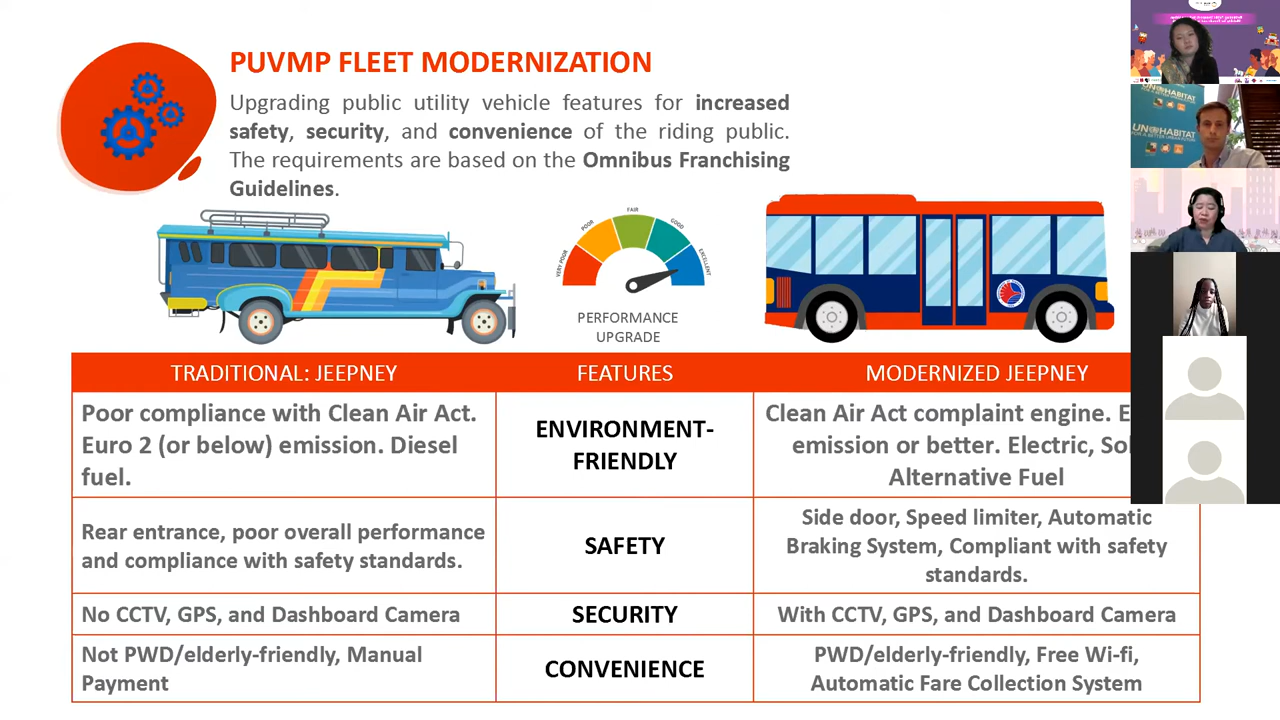 PUVMP FLEET MODERNIZATION
Upgrading public utility vehicle features for increased
safety, security, and convenience of the riding public.
The requirements are based on the Omnibus Franchising
Guidelines.
VERY POOR
POOR
FAIR
GOOD
EXCELLENT
PERFORMANCE
UPGRADE
TRADITIONAL: JEEPNEY
FEATURES
MODERNIZED JEEPNEY
Poor compliance with Clean Air Act.
Euro 2 (or below) emission. Diesel
fuel.
ENVIRONMENT-
FRIENDLY
Clean Air Act complaint engine.
emission or better. Electric,
Alternative Fuel
Rear entrance, poor overall performance
and compliance with safety standards.
SAFETY
Side door, Speed limiter, Automatic
Braking System, Compliant with safety
standards.
No CCTV, GPS, and Dashboard Camera
SECURITY
With CCTV, GPS, and Dashboard Camera
Not PWD/elderly-friendly, Manual
Payment
CONVENIENCE
PWD/elderly-friendly, Free Wi-fi,
Automatic Fare Collection System
UN HABITAT
FOR A BETTER URBAN FUTURE